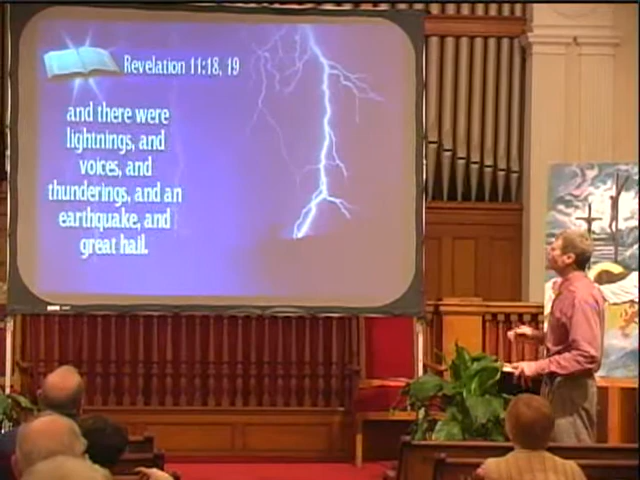 Revelation 11:18, 19
and there were
lightnings, and
voices, and
thunderings, and an
earthquake, and
great hail.